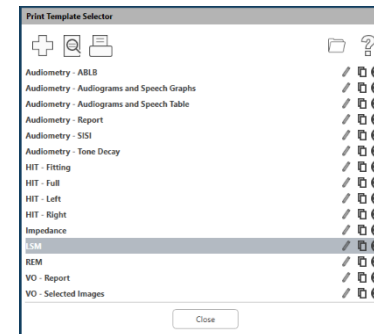 Print Template Selector
Audiometry - ABLB
Audiometry - Audiograms and Speech Graphs
Audiometry - Audiograms and Speech Table
Audiometry - Report
Audiometry - SISI
Audiometry - Tone Decay
HIT - Fitting
HIT - Full
HIT - Left
HIT - Right
Impedance
LSM
REM
VO - Report
VO - Selected Images
Close